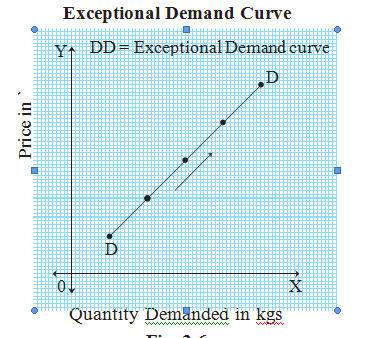 Exceptional Demand Curve
Y
DD = Exceptional Demand curve
D
Price in `
D
0
X
Quantity Demanded in kgs